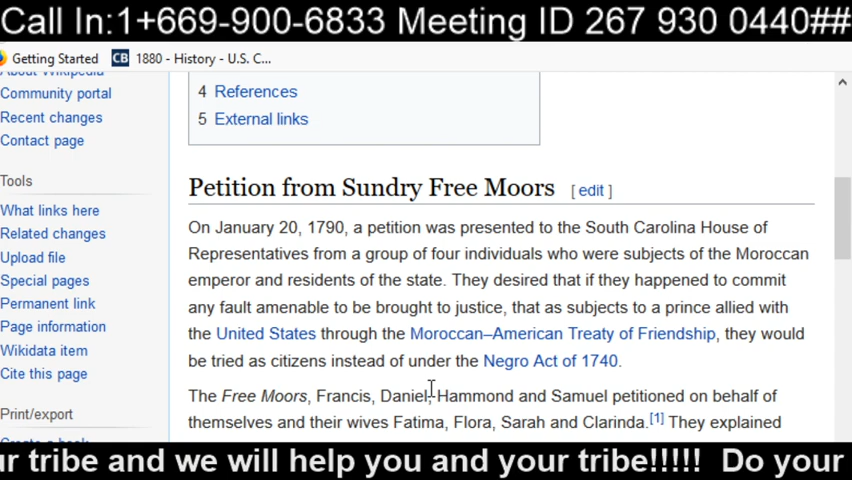 Call In:1+669-900-6833 Meeting ID 267 930 0440##
Getting Started CB 1880 - History - U.S. C...
About Wikipedia
Community portal
Recent changes
Contact page
Tools
What links here
Related changes
Upload file
Special pages
Permanent link
Page information
Wikidata item
Cite this page
Print/export
4 References
5 External links
Petition from Sundry Free Moors [ edit ]
On January 20, 1790, a petition was presented to the South Carolina House of
Representatives from a group of four individuals who were subjects of the Moroccan
emperor and residents of the state. They desired that if they happened to commit
any fault amenable to be brought to justice, that as subjects to a prince allied with
the United States through the Moroccan–American Treaty of Friendship, they would
be tried as citizens instead of under the Negro Act of 1740.
The Free Moors, Francis, Daniel, Hammond and Samuel petitioned on behalf of
themselves and their wives Fatima, Flora, Sarah and Clarinda.[1] They explained
ur tribe and we will help you and your tribe!!!!! Do your